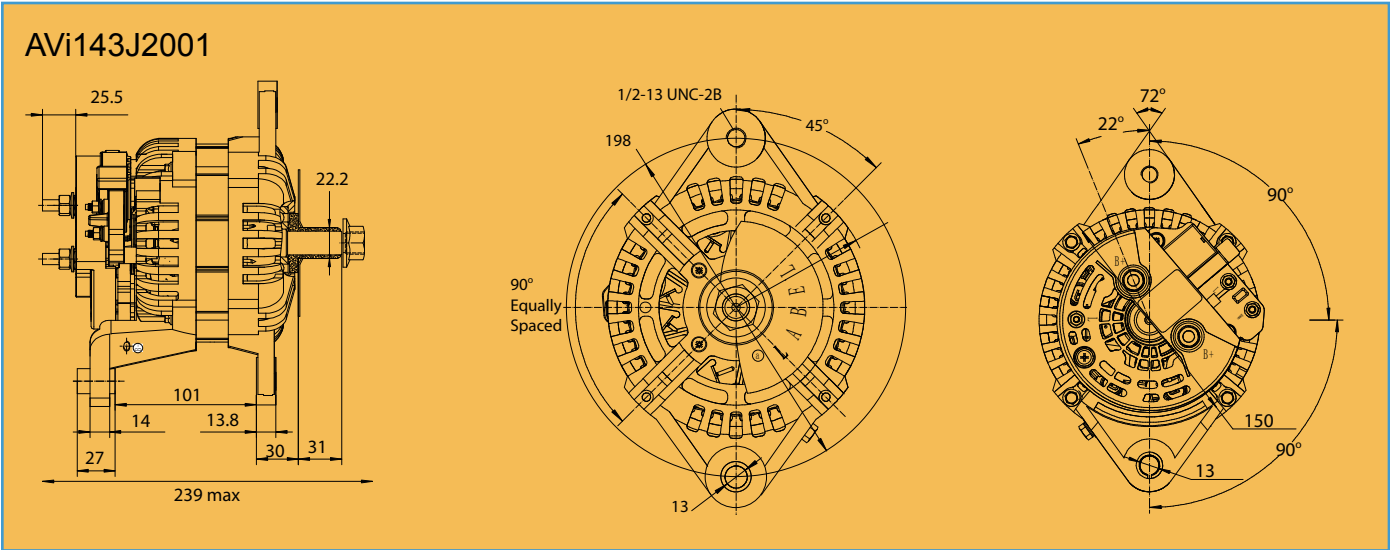 AVi143J2001
25.5
22.2
101
14
13.8
27
30
31
239 max
1/2-13 UNC-2B
45°
198
90°
Equally
Spaced
LABEL
13
72°
22°
90°
B+
B+
150
90°
13